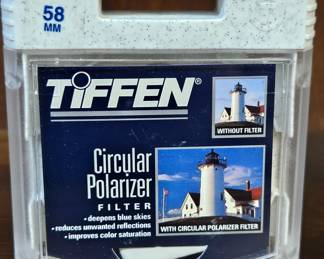 58
MM
TIFFEN®
WITHOUT FILTER
Circular
Polarizer
FILTER
• deepens blue skies
• reduces unwanted reflections
• improves color saturation
WITH CIRCULAR POLARIZER FILTER